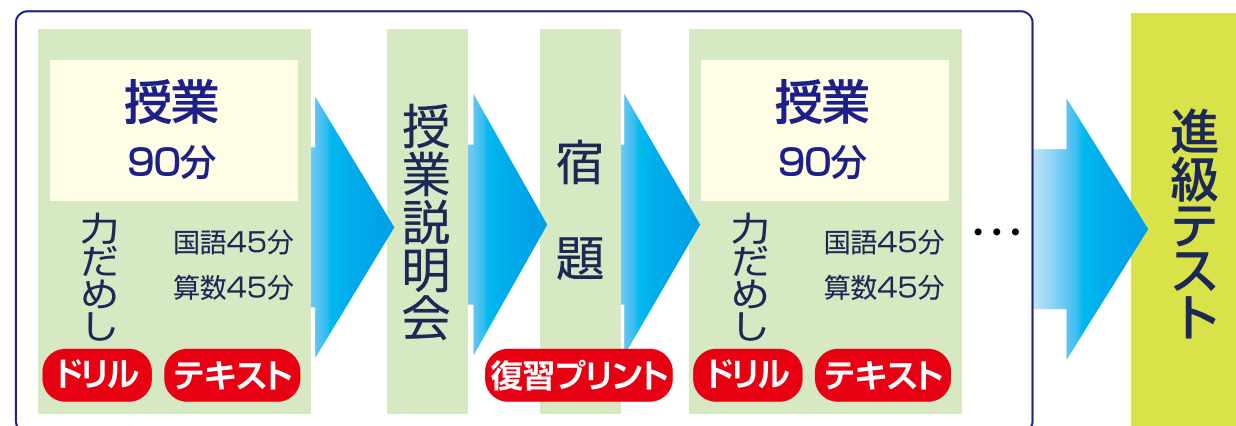 授業
90分
力だめし
国語45分
算数45分
ドリル
テキスト
授業説明会
宿題
復習プリント
授業
90分
力だめし
国語45分
算数45分
ドリル
テキスト
…
進級テスト